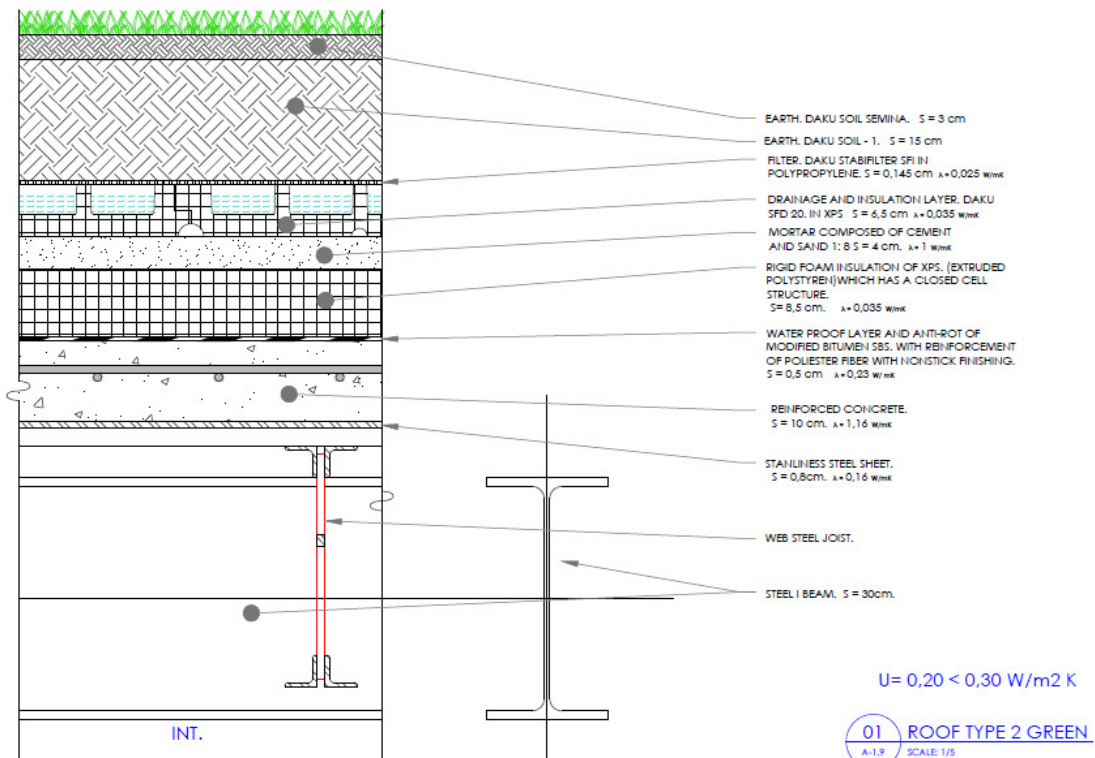 EARTH. DAKU SOIL SEMINA. S = 3 cm
EARTH. DAKU SOIL - 1. S = 15 cm
FILTER. DAKU STABIFILTER SFI IN
POLYPROPYLENE. S = 0,145 cm λ= 0,025 W/mK
DRAINAGE AND INSULATION LAYER. DAKU
SFD 20. IN XPS S = 6,5 cm λ= 0,035 W/mK
MORTAR COMPOSED OF CEMENT
AND SAND 1: 8 S = 4 cm. λ= 1 W/mK
RIGID FOAM INSULATION OF XPS. (EXTRUDED
POLYSTYREN)WHICH HAS A CLOSED CELL
STRUCTURE.
S= 8,5 cm. λ= 0,035 W/mK
WATER PROOF LAYER AND ANTI-ROT OF
MODIFIED BITUMEN SBS. WITH REINFORCEMENT
OF POLIESTER FIBER WITH NONSTICK FINISHING.
S = 0,5 cm λ= 0,23 W/mK
REINFORCED CONCRETE.
S = 10 cm. λ= 1,16 W/mK
STANLINESS STEEL SHEET.
S = 0,8cm. λ= 0,16 W/mK
WEB STEEL JOIST.
STEEL I BEAM. S = 30cm.
INT.
U= 0,20 < 0,30 W/m2 K
01 ROOF TYPE 2 GREEN
A-1.9 SCALE: 1/5